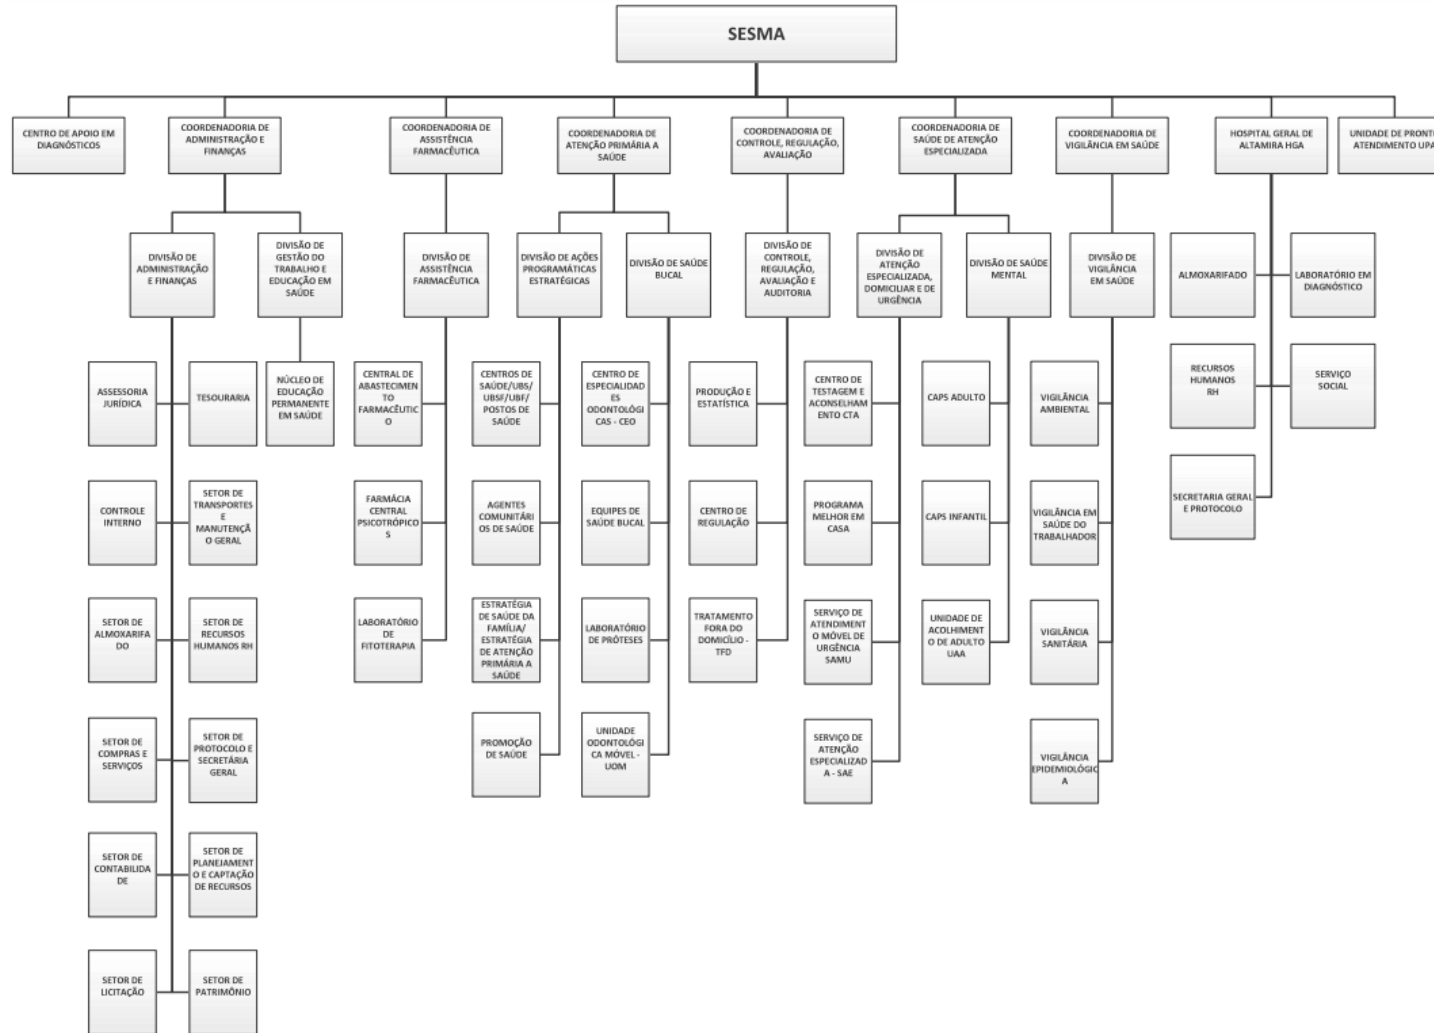 SESMA
CENTRO DE APOIO EM
DIAGNÓSTICOS
COORDENADORIA DE
ADMINISTRAÇÃO E
FINANÇAS
COORDENADORIA DE
ASSISTÊNCIA
FARMACÊUTICA
COORDENADORIA DE
ATENÇÃO PRIMÁRIA A
SAÚDE
COORDENADORIA DE
CONTROLE, REGULAÇÃO,
AVALIAÇÃO
COORDENADORIA DE
SAÚDE DE ATENÇÃO
ESPECIALIZADA
COORDENADORIA DE
VIGILÂNCIA EM SAÚDE
HOSPITAL GERAL DE
ALTAMIRA HGA
UNIDADE DE PRONTO
ATENDIMENTO UPA
DIVISÃO DE
ADMINISTRAÇÃO
E FINANÇAS
DIVISÃO DE
GESTÃO DO
TRABALHO E
EDUCAÇÃO EM
SAÚDE
DIVISÃO DE
ASSISTÊNCIA
FARMACÊUTICA
DIVISÃO DE AÇÕES
PROGRAMÁTICAS
ESTRATÉGICAS
DIVISÃO DE SAÚDE
BUCAL
DIVISÃO DE
CONTROLE,
REGULAÇÃO,
AVALIAÇÃO E
AUDITORIA
DIVISÃO DE
ATENÇÃO
ESPECIALIZADA,
DOMICILIAR E DE
URGÊNCIA
DIVISÃO DE SAÚDE
MENTAL
DIVISÃO DE
VIGILÂNCIA
EM SAÚDE
ALMOXARIFADO
LABORATÓRIO EM
DIAGNÓSTICO
ASSESSORIA
JURÍDICA
TESOURARIA
NÚCLEO DE
EDUCAÇÃO
PERMANENTE
EM SAÚDE
CENTRAL DE
ABASTECIMEN
TO
FARMACÊUTIC
O
CENTROS DE
SAÚDE/UBS/
UBSF/UBF/
POSTOS DE
SAÚDE
CENTRO DE
ESPECIALIDAD
ES
ODONTOLÓGI
CAS - CEO
PRODUÇÃO E
ESTATÍSTICA
CENTRO DE
TESTAGEM E
ACONSELHAM
ENTO CTA
CAPS ADULTO
VIGILÂNCIA
AMBIENTAL
RECURSOS
HUMANOS
RH
SERVIÇO
SOCIAL
CONTROLE
INTERNO
SETOR DE
TRANSPORTES
E
MANUTENÇÃ
O GERAL
FARMÁCIA
CENTRAL
PSICOTRÓPICO
S
AGENTES
COMUNITÁRI
OS DE SAÚDE
EQUIPES DE
SAÚDE BUCAL
CENTRO DE
REGULAÇÃO
PROGRAMA
MELHOR EM
CASA
CAPS INFANTIL
VIGILÂNCIA EM
SAÚDE DO
TRABALHADOR
SECRETARIA GERAL
E PROTOCOLO
SETOR DE
ALMOXARIFA
DO
SETOR DE
RECURSOS
HUMANOS RH
LABORATÓRIO
DE
FITOTERAPIA
ESTRATÉGIA
DE SAÚDE DA
FAMÍLIA/
ESTRATÉGIA
DE ATENÇÃO
PRIMÁRIA A
SAÚDE
LABORATÓRIO
DE PRÓTESES
TRATAMENTO
FORA DO
DOMICÍLIO -
TFD
SERVIÇO DE
ATENDIMENT
O MÓVEL DE
URGÊNCIA
SAMU
UNIDADE DE
ACOLHIMENT
O DE ADULTO
UAA
VIGILÂNCIA
SANITÁRIA
SETOR DE
COMPRAS E
SERVIÇOS
SETOR DE
PROTOCOLO E
SECRETÁRIA
GERAL
PROMOÇÃO
DE SAÚDE
UNIDADE
ODONTOLÓGI
CA MÓVEL -
UOM
SERVIÇO DE
ATENÇÃO
ESPECIALIZAD
A - SAE
VIGILÂNCIA
EPIDEMIOLÓGIC
A
SETOR DE
CONTABILIDA
DE
SETOR DE
PLANEJAMENT
O E CAPTAÇÃO
DE RECURSOS
SETOR DE
LICITAÇÃO
SETOR DE
PATRIMÔNIO